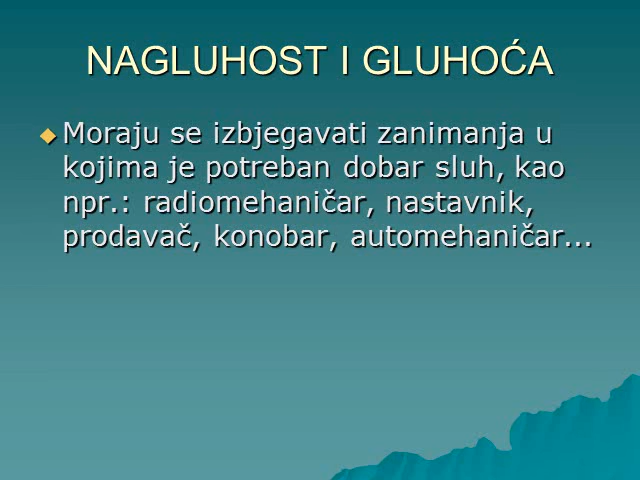 NAGLUHOST I GLUHOĆA
Moraju se izbjegavati zanimanja u
kojima je potreban dobar sluh, kao
npr.: radiomehaničar, nastavnik,
prodavač, konobar, automehaničar...